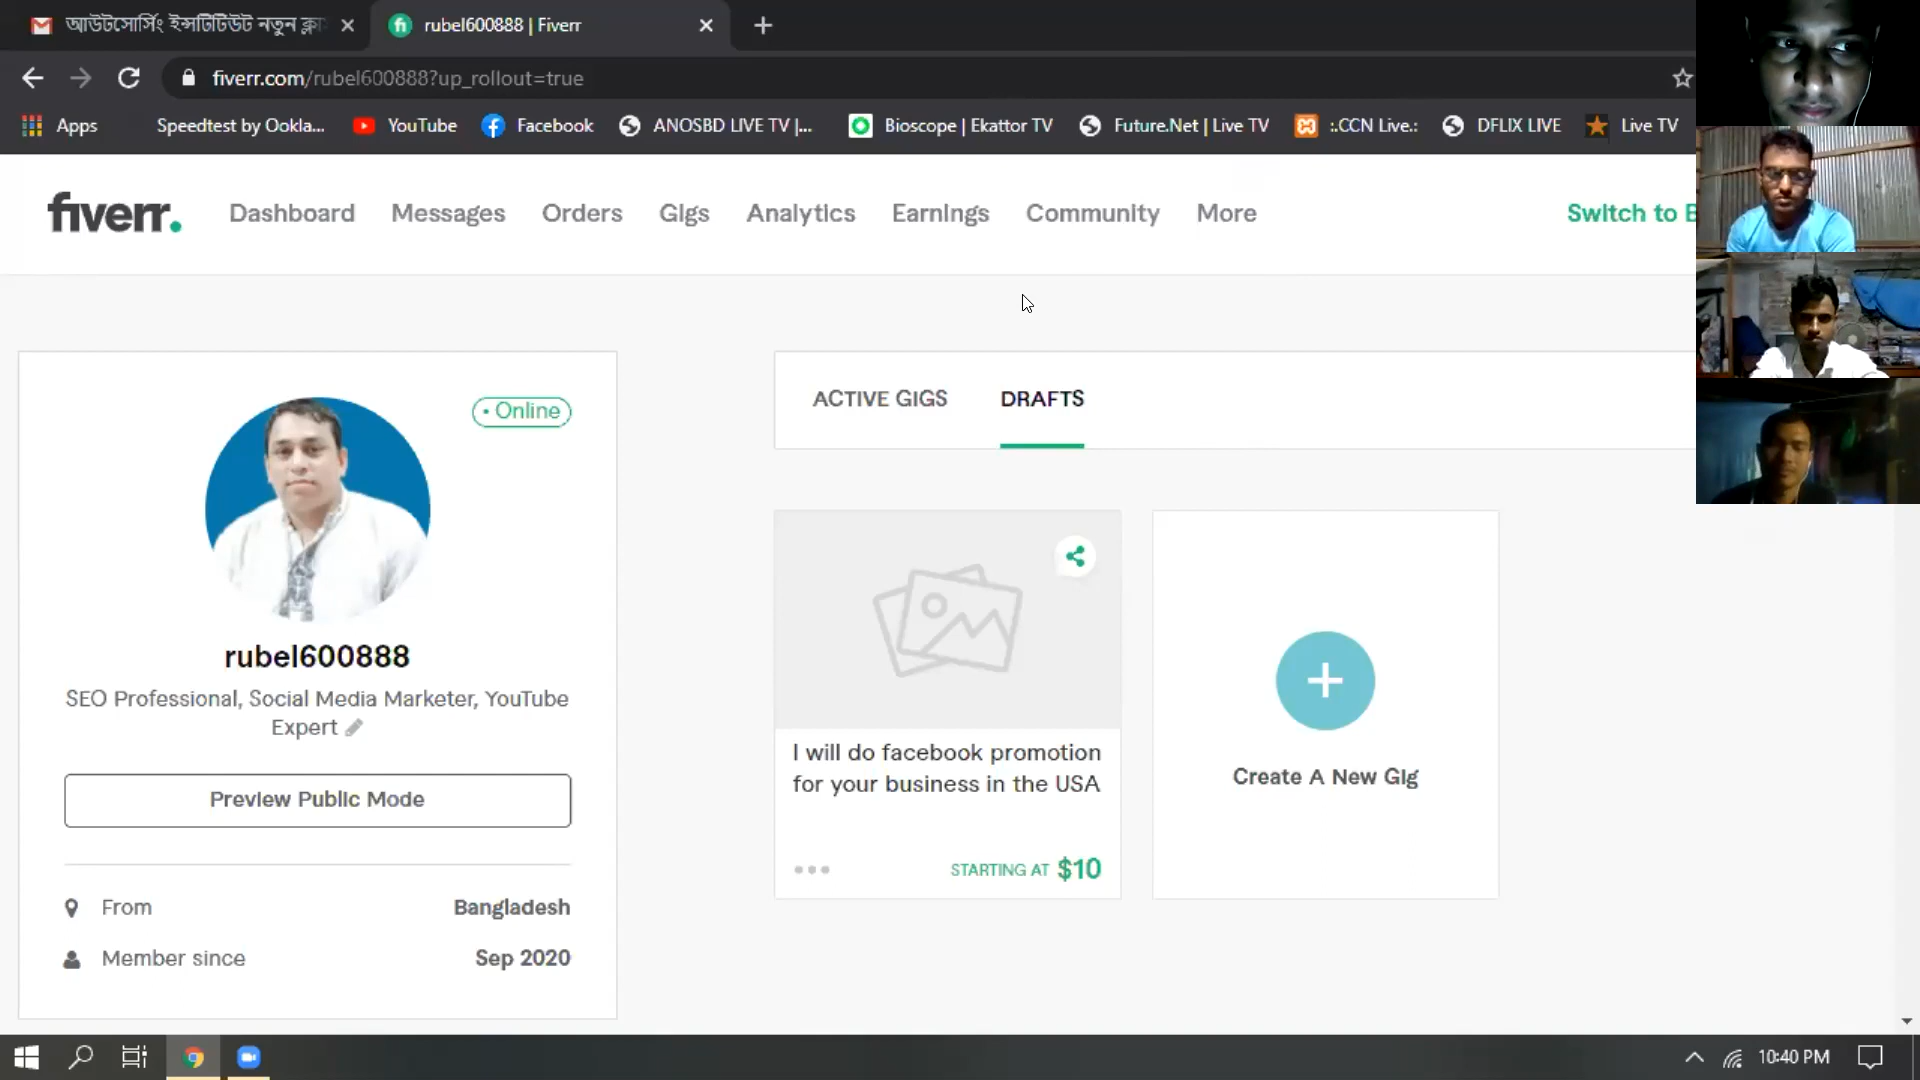 আউটসোর্সিং ইন্সটিটিউট নতুন ক্লা
rubel600888 | Fiverr
fiverr.com/rubel600888?up_rollout=true
Apps
Speedtest by Ookla...
YouTube
Facebook
ANOSBD LIVE TV |...
Bioscope | Ekattor TV
Future.Net | Live TV
:.CCN Live.:
DFLIX LIVE
Live TV
fiverr.
Dashboard
Messages
Orders
Gigs
Analytics
Earnings
Community
More
Switch to B
Online
rubel600888
SEO Professional, Social Media Marketer, YouTube
Expert
Preview Public Mode
From Bangladesh
Member since Sep 2020
ACTIVE GIGS
DRAFTS
I will do facebook promotion
for your business in the USA
STARTING AT $10
Create A New Gig
10:40 PM